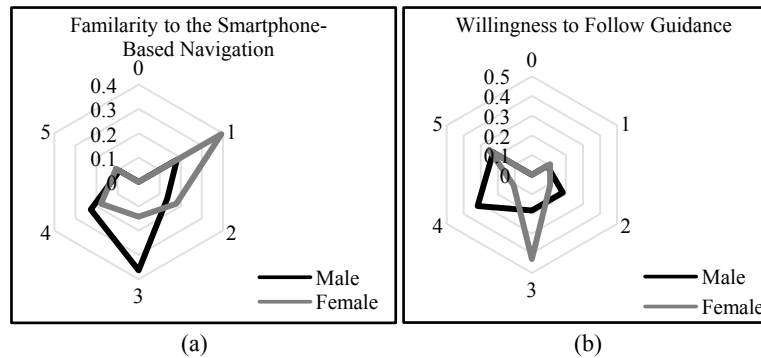 Familarity to the Smartphone-
Based Navigation
0
0.4
0.3
0.2
0.1
0
1
2
3
4
5
Male
Female
(a)
Willingness to Follow Guidance
0
0.5
0.4
0.3
0.2
0.1
0
1
2
3
4
5
Male
Female
(b)